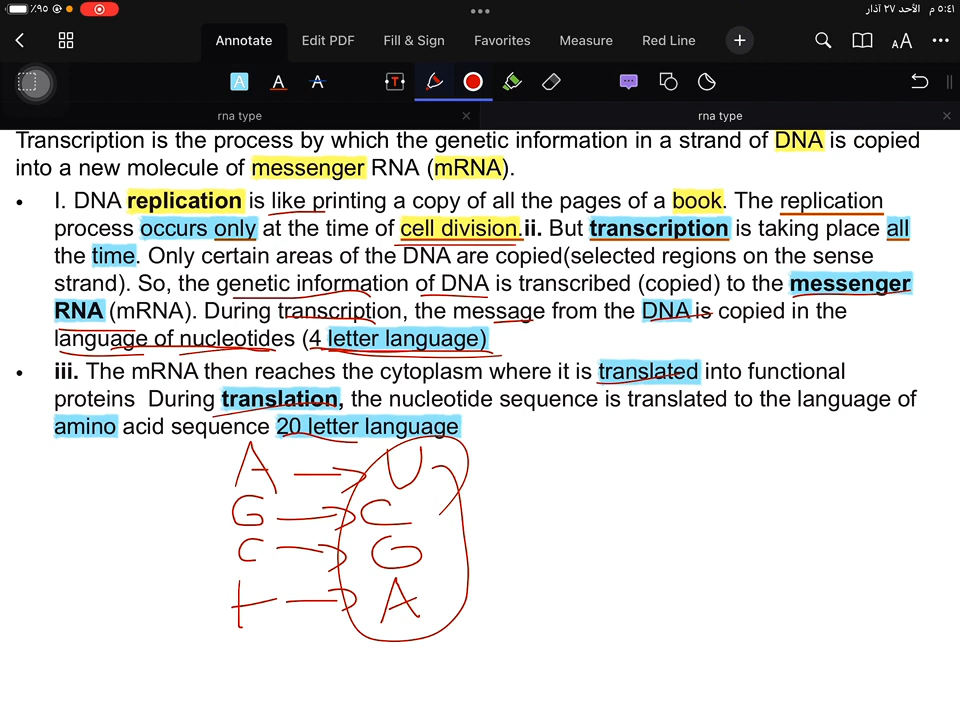 ٪٩٥ ٥:٤١ م الأحد ٢٧ آذار
Annotate Edit PDF Fill & Sign Favorites Measure Red Line +
A A A T
rna type × rna type ×
Transcription is the process by which the genetic information in a strand of DNA is copied
into a new molecule of messenger RNA (mRNA).
• I. DNA replication is like printing a copy of all the pages of a book. The replication
process occurs only at the time of cell division.ii. But transcription is taking place all
the time. Only certain areas of the DNA are copied(selected regions on the sense
strand). So, the genetic information of DNA is transcribed (copied) to the messenger
RNA (mRNA). During transcription, the message from the DNA is copied in the
language of nucleotides (4 letter language)
• iii. The mRNA then reaches the cytoplasm where it is translated into functional
proteins During translation, the nucleotide sequence is translated to the language of
amino acid sequence 20 letter language
A → U
G → C
C → G
t → A